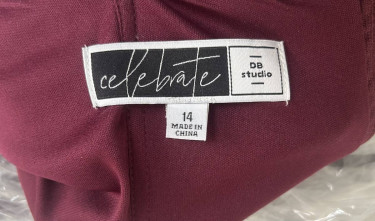 celebrate
DB
studio
14
MADE IN
CHINA